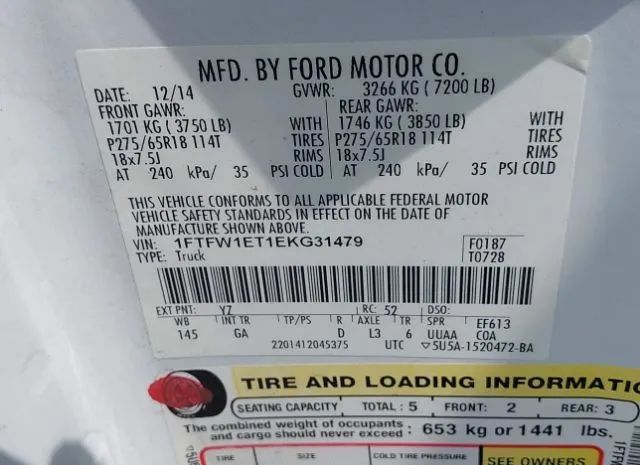 MFD. BY FORD MOTOR CO.
DATE: 12/14 GVWR: 3266 KG ( 7200 LB)
FRONT GAWR: REAR GAWR:
1701 KG ( 3750 LB) 1746 KG ( 3850 LB) WITH
P275/65R18 114T TIRES P275/65R18 114T TIRES
18x7.5J RIMS 18x7.5J RIMS
AT 240 kPa/ 35 PSI COLD AT 240 kPa/ 35 PSI COLD
THIS VEHICLE CONFORMS TO ALL APPLICABLE FEDERAL MOTOR
VEHICLE SAFETY STANDARDS IN EFFECT ON THE DATE OF
MANUFACTURE SHOWN ABOVE.
VIN: 1FTFW1ET1EKG31479 F0187
TYPE: Truck T0728
EXT PNT: YZ RC: 52 DSO:
WB INT TR TP/PS R AXLE TR SPR EF613
145 GA D L3 6 UUAA COA
2201412045375 UTC ▽5U5A-1520472-BA
TIRE AND LOADING INFORMATIO
SEATING CAPACITY TOTAL : 5 FRONT: 2 REAR: 3
The combined weight of occupants
and cargo should never exceed : 653 kg or 1441 lbs.
TIRE SIZE COLD TIRE PRESSURE SEE OWNERS